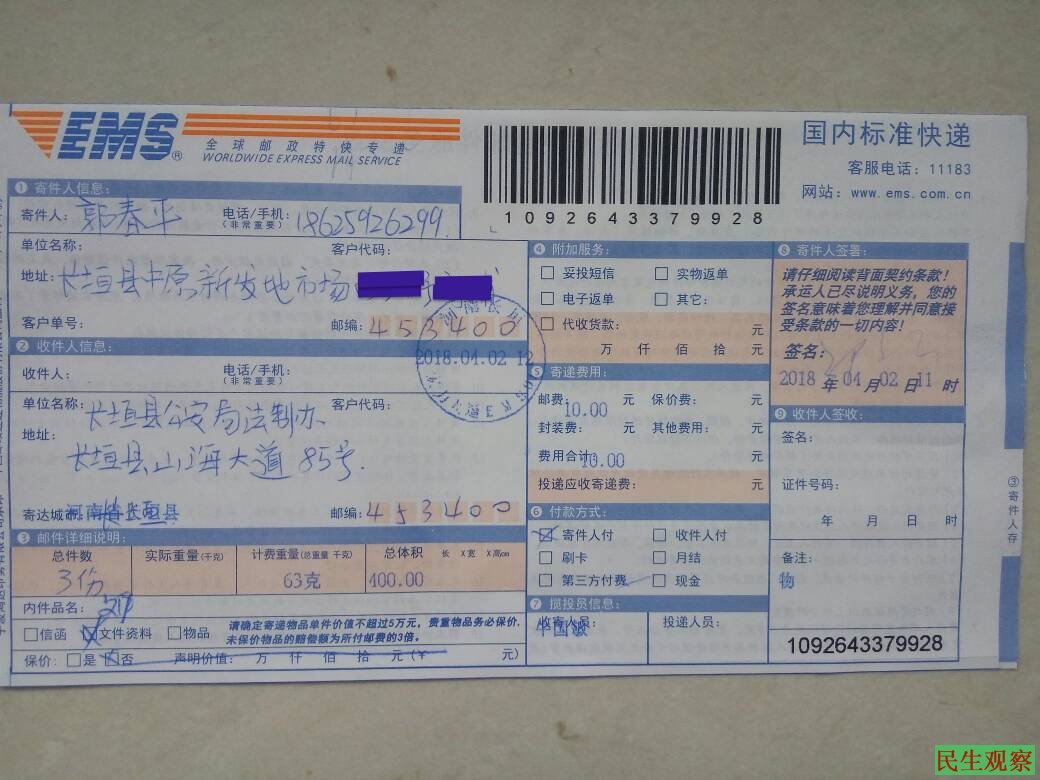 EMS®
全球邮政特快专递
WORLDWIDE EXPRESS MAIL SERVICE
1092643379928
国内标准快递
客服电话：11183
网站：www.ems.com.cn
❶ 寄件人信息：
寄件人：郭春平 电话/手机：（非常重要）18625926299
单位名称： 客户代码：
地址：长垣县中原新发地市场
客户单号： 邮编：453400
2018.04.02 12
❷ 收件人信息：
收件人： 电话/手机：（非常重要）
单位名称：长垣县公安局法制办 客户代码：
地址：长垣县山海大道85号.
寄达城市：河南省长垣县 邮编：453400
❸ 邮件详细说明：
总件数 实际重量（千克） 计费重量（总重量 千克） 总体积 长 X宽 X高cm
3份 63克 400.00
内件品名：
信函 文件资料 物品
请确定寄递物品单件价值不超过5万元，贵重物品务必保价，
未保价物品的赔偿额为所付邮费的3倍。
保价：是 否 声明价值： 万 仟 佰 拾 元（￥ 元）
❹ 附加服务：
妥投短信 实物返单
电子返单 其它：
代收货款： 元
万 仟 佰 拾 元
❺ 寄递费用：
邮费：10.00 元 保价费： 元
封装费： 元 其他费用： 元
费用合计：10.00 元
投递应收寄递费： 元
❻ 付款方式：
寄件人付 收件人付
刷卡 月结
第三方付费 现金
❼ 揽投员信息：
收寄人员： 投递人员：
❽ 寄件人签署：
请仔细阅读背面契约条款！
承运人已尽说明义务，您的
签名意味着您理解并同意接
受条款的一切内容！
签名：
2018 年 04 月 02 日 11 时
❾ 收件人签收：
签名：
证件号码：
年 月 日 时
备注：
物
1092643379928
③寄件人存
民生观察